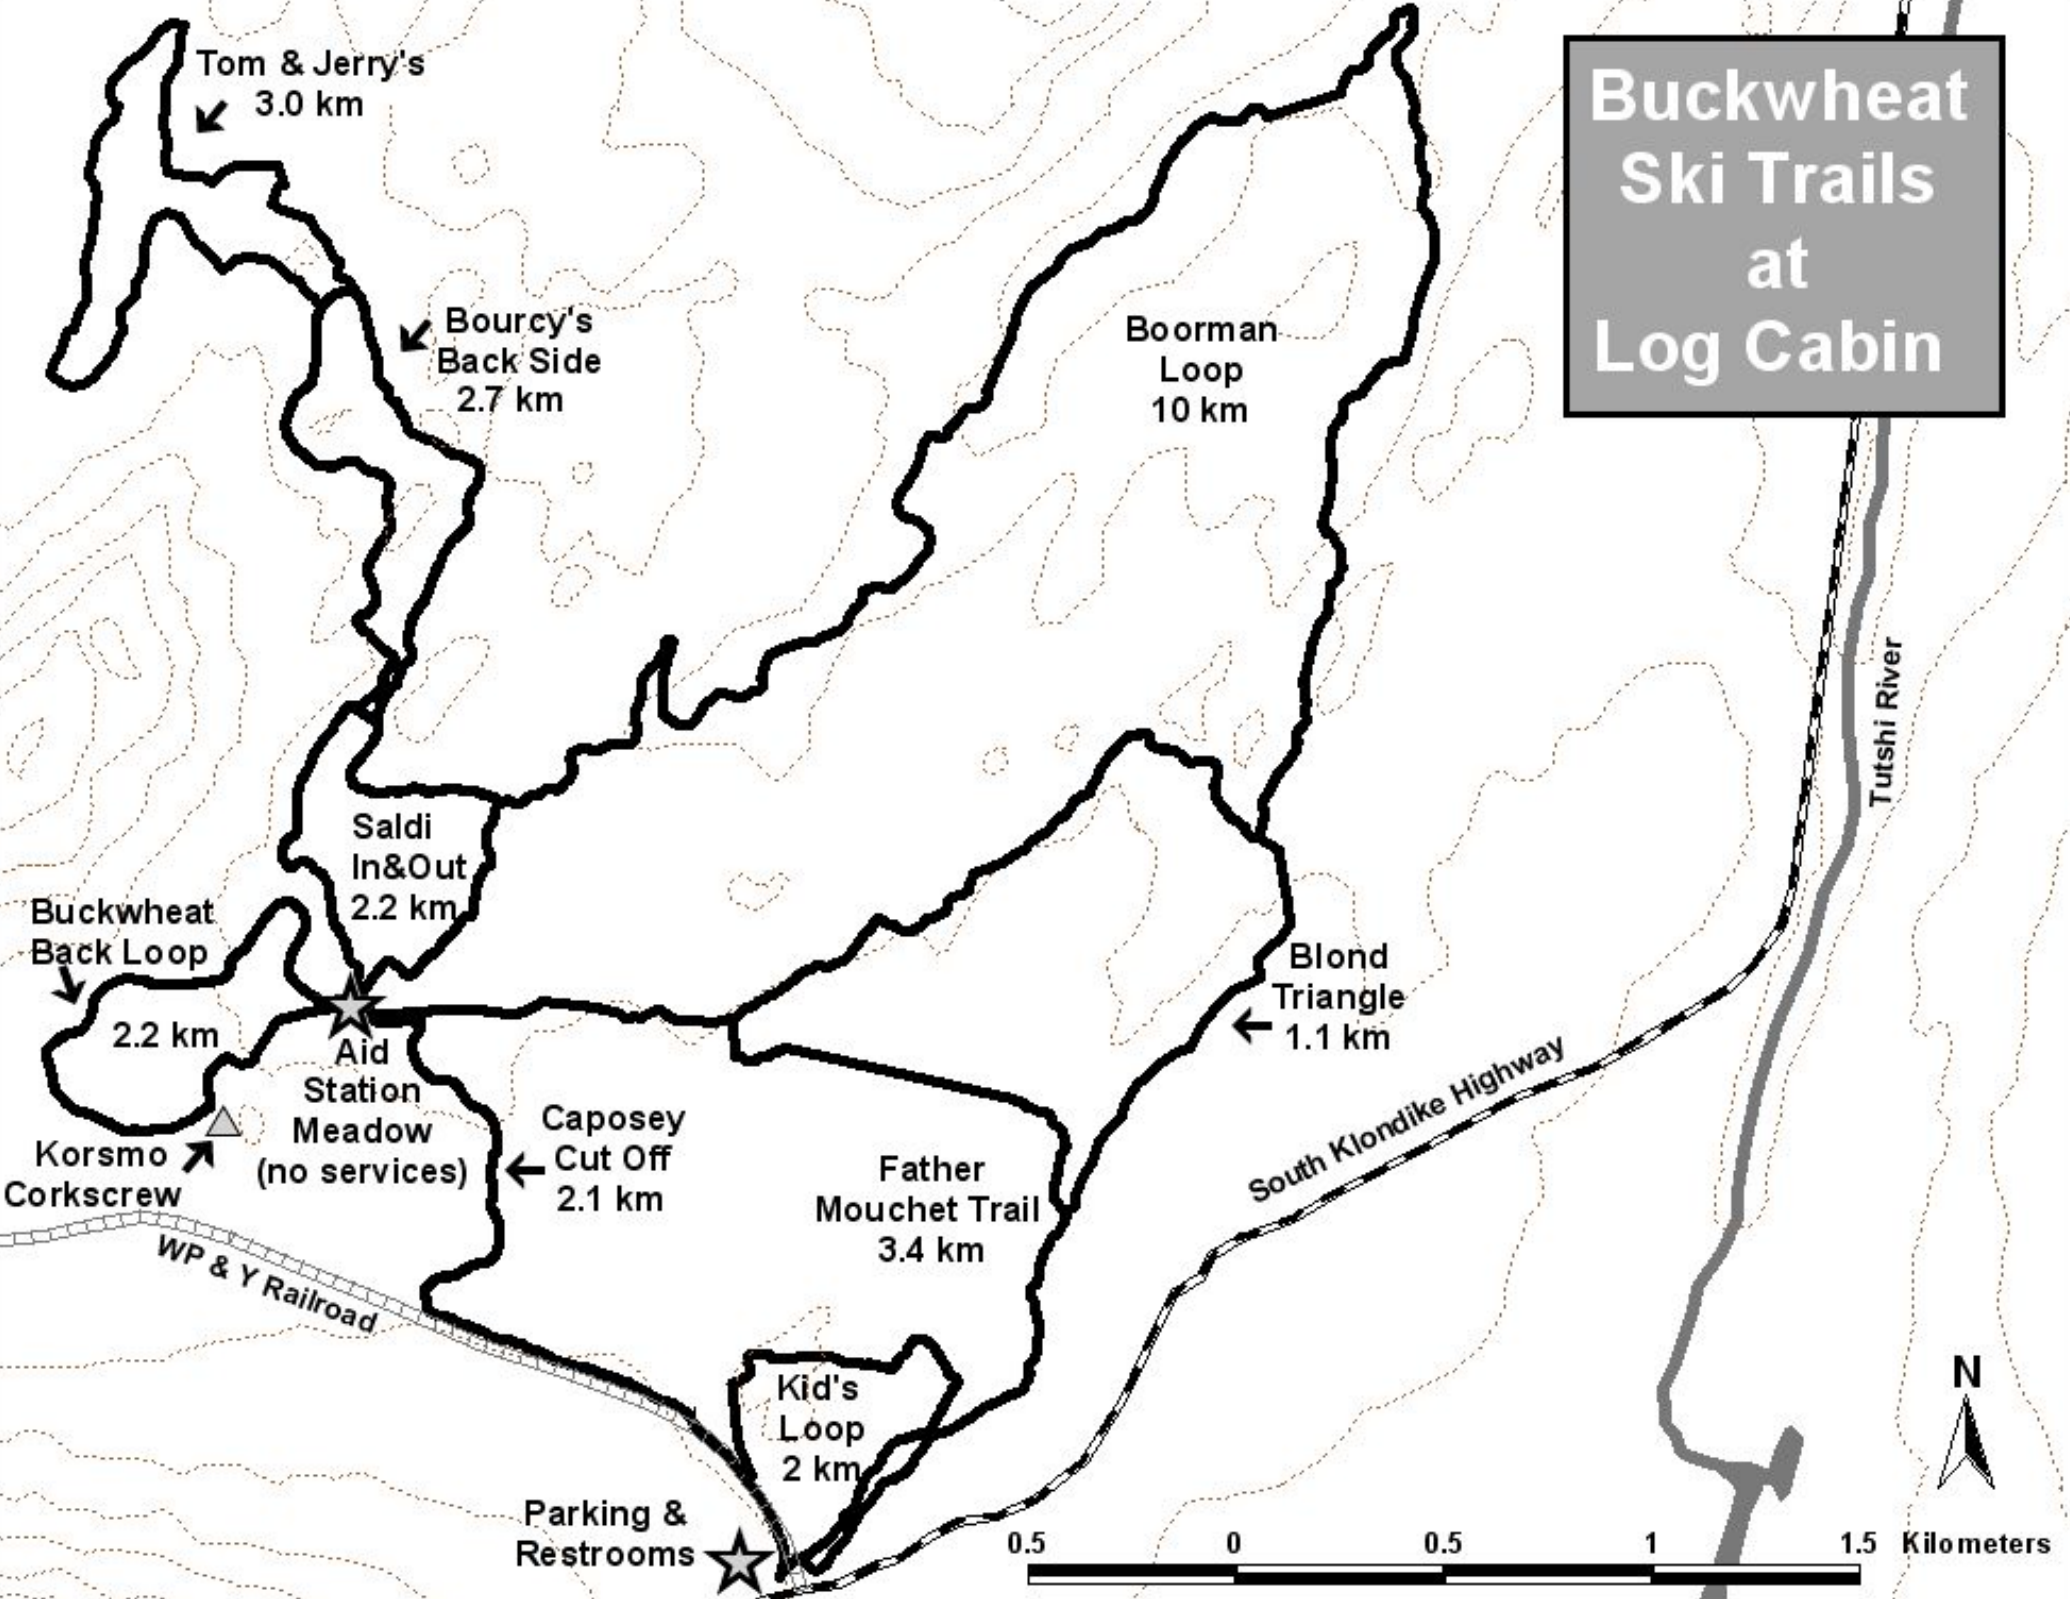 Tom & Jerry's
3.0 km
Buckwheat
Ski Trails
at
Log Cabin
Bourcy's
Back Side
2.7 km
Boorman
Loop
10 km
Tutshi River
Saldi
In&Out
2.2 km
Buckwheat
Back Loop
2.2 km
Blond
Triangle
1.1 km
Aid
Station
Meadow
(no services)
Korsmo
Corkscrew
Caposey
Cut Off
2.1 km
Father
Mouchet Trail
3.4 km
South Klondike Highway
WP & Y Railroad
Kid's
Loop
2 km
Parking &
Restrooms
N
0.5 0 0.5 1 1.5 Kilometers